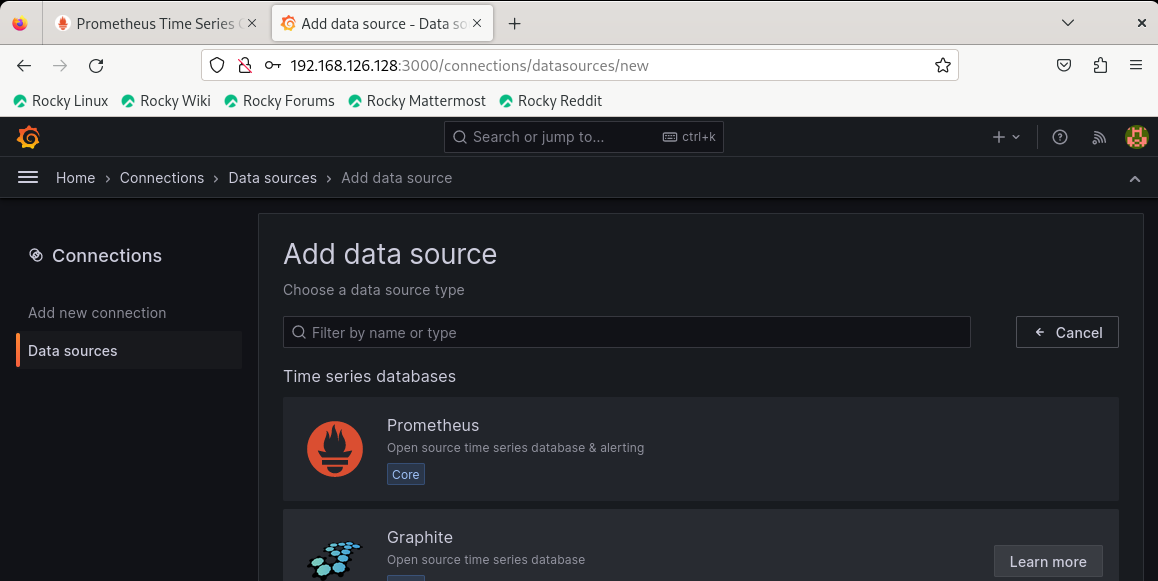 Prometheus Time Series
Add data source - Data so
192.168.126.128:3000/connections/datasources/new
Rocky Linux Rocky Wiki Rocky Forums Rocky Mattermost Rocky Reddit
Search or jump to... ctrl+k
Home › Connections › Data sources › Add data source
Connections
Add new connection
Data sources
Add data source
Choose a data source type
Filter by name or type
Cancel
Time series databases
Prometheus
Open source time series database & alerting
Core
Graphite
Open source time series database
Learn more